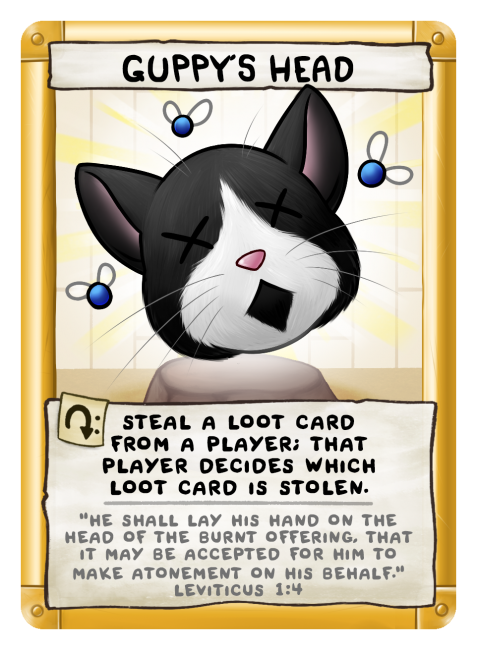 GUPPY'S HEAD
STEAL A LOOT CARD
FROM A PLAYER; THAT
PLAYER DECIDES WHICH
LOOT CARD IS STOLEN.
"HE SHALL LAY HIS HAND ON THE
HEAD OF THE BURNT OFFERING, THAT
IT MAY BE ACCEPTED FOR HIM TO
MAKE ATONEMENT ON HIS BEHALF."
LEVITICUS 1:4